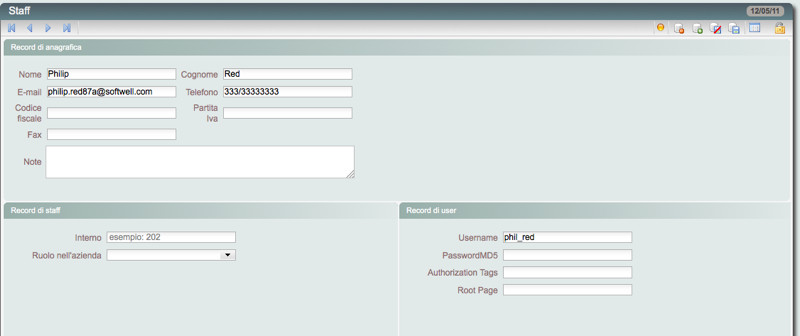 Staff
12/05/11
Record di anagrafica
Nome Philip Cognome Red
E-mail philip.red87a@softwell.com Telefono 333/33333333
Codice fiscale Partita Iva
Fax
Note
Record di staff
Interno esempio: 202
Ruolo nell'azienda
Record di user
Username phil_red
PasswordMD5
Authorization Tags
Root Page